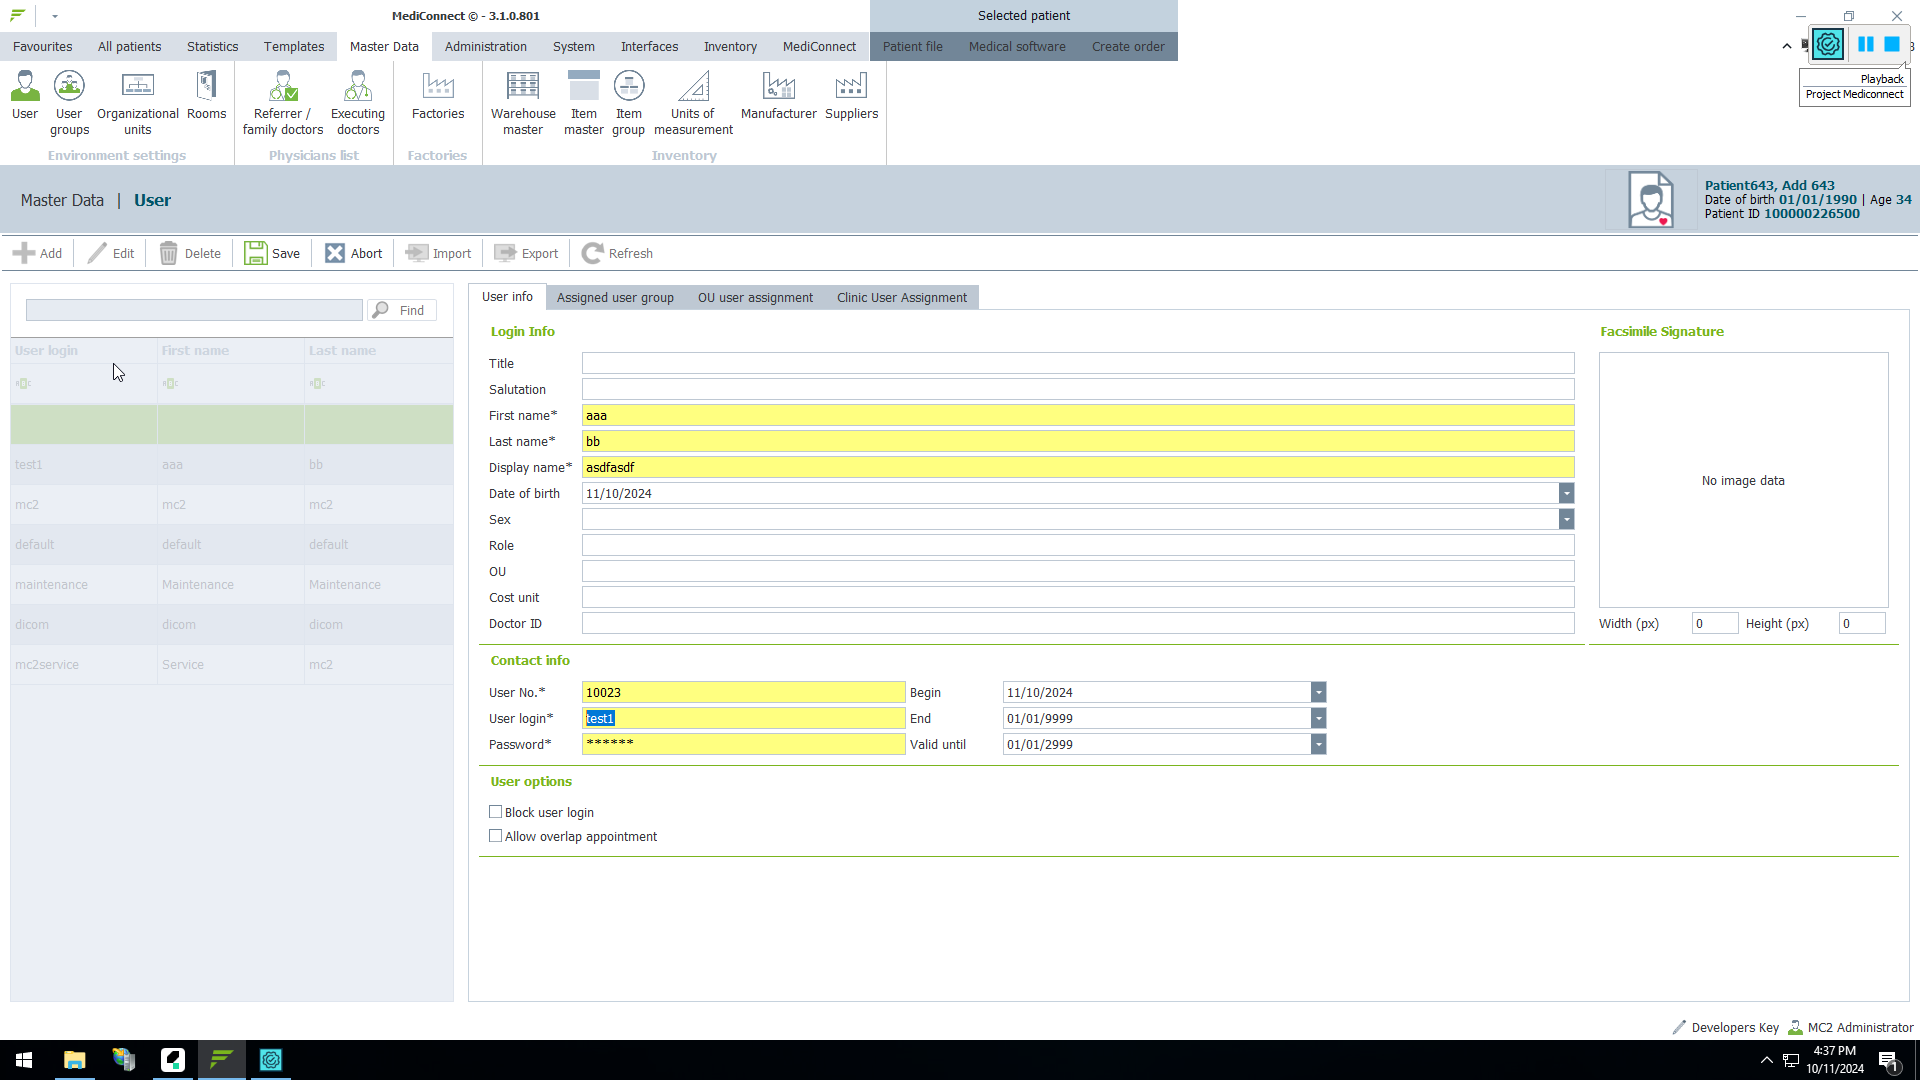 MediConnect © - 3.1.0.801
Selected patient
Favourites All patients Statistics Templates Master Data Administration System Interfaces Inventory MediConnect Patient file Medical software Create order
Playback
Project Mediconnect
User
User groups
Organizational units
Rooms
Referrer / family doctors
Executing doctors
Factories
Warehouse master
Item master
Item group
Units of measurement
Manufacturer
Suppliers
Environment settings Physicians list Factories Inventory
Master Data | User
Patient643, Add 643
Date of birth 01/01/1990 | Age 34
Patient ID 100000226500
Add Edit Delete Save Abort Import Export Refresh
Find
User login First name Last name
test1 aaa bb
mc2 mc2 mc2
default default default
maintenance Maintenance Maintenance
dicom dicom dicom
mc2service Service mc2
User info Assigned user group OU user assignment Clinic User Assignment
Login Info
Title
Salutation
First name* aaa
Last name* bb
Display name* asdfasdf
Date of birth 11/10/2024
Sex
Role
OU
Cost unit
Doctor ID
Facsimile Signature
No image data
Width (px) 0 Height (px) 0
Contact info
User No.* 10023 Begin 11/10/2024
User login* test1 End 01/01/9999
Password* ****** Valid until 01/01/2999
User options
Block user login
Allow overlap appointment
Developers Key MC2 Administrator
4:37 PM
10/11/2024
1